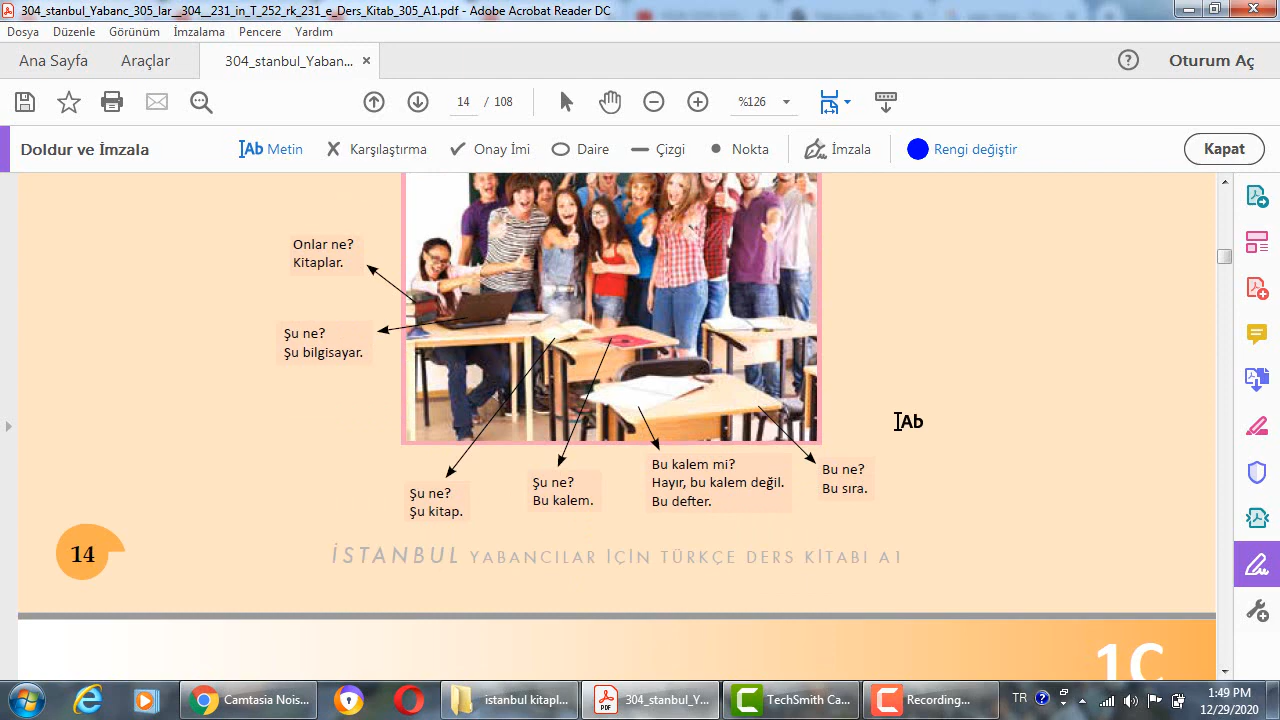 304_stanbul_Yabanc_305_lar__304__231_in_T_252_rk_231_e_Ders_Kitab_305_A1.pdf - Adobe Acrobat Reader DC
Dosya Düzenle Görünüm İmzalama Pencere Yardım
Ana Sayfa Araçlar 304_stanbul_Yaban... × ? Oturum Aç
14 / 108 %126
Doldur ve İmzala Ab Metin Karşılaştırma Onay İmi Daire Çizgi Nokta İmzala Rengi değiştir Kapat
Onlar ne?
Kitaplar.
Şu ne?
Şu bilgisayar.
Ab
Şu ne?
Şu kitap.
Şu ne?
Bu kalem.
Bu kalem mi?
Hayır, bu kalem değil.
Bu defter.
Bu ne?
Bu sıra.
14
İSTANBUL YABANCILAR İÇİN TÜRKÇE DERS KİTABI A1
1C
Camtasia Nois... istanbul kitapl... 304_stanbul_Y... TechSmith Ca... Recording... TR 1:49 PM
12/29/2020